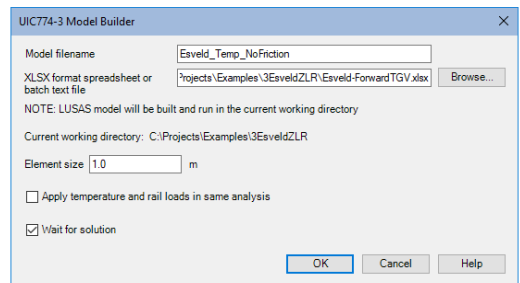 UIC774-3 Model Builder
Model filename Esveld_Temp_NoFriction
XLSX format spreadsheet or
batch text file ?rojects\Examples\3EsveldZLR\Esveld-ForwardTGV.xlsx Browse...
NOTE: LUSAS model will be built and run in the current working directory
Current working directory: C:\Projects\Examples\3EsveldZLR
Element size 1.0 m
Apply temperature and rail loads in same analysis
Wait for solution
OK Cancel Help